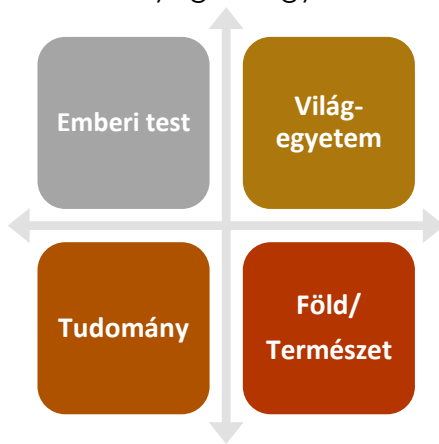 Emberi test
Világ-
egyetem
Tudomány
Föld/
Természet